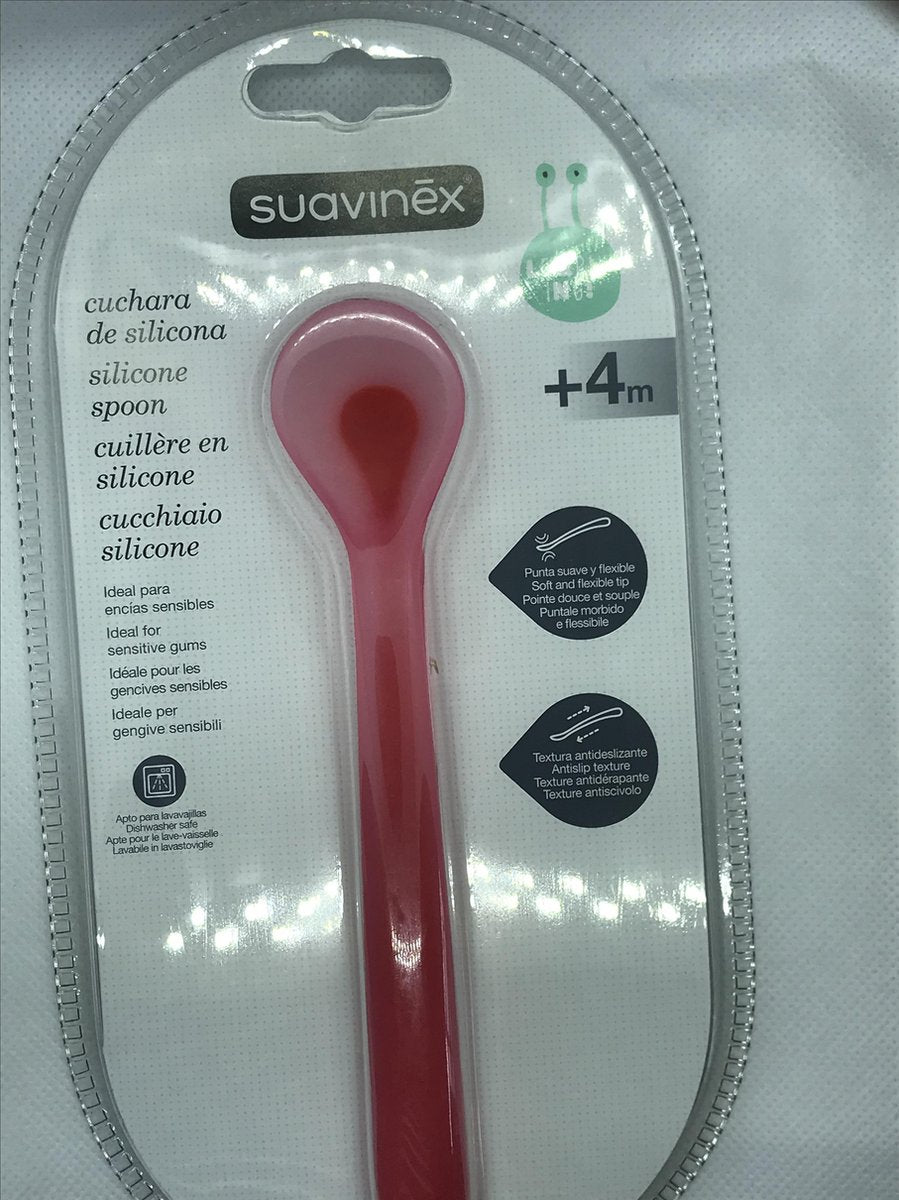 suavinēx
cuchara
de silicona
silicone
spoon
cuillère en
silicone
cucchiaio
silicone
Ideal para
encías sensibles
Ideal for
sensitive gums
Idéale pour les
gencives sensibles
Ideale per
gengive sensibili
Apto para lavavajillas
Dishwasher safe
Apte pour le lave-vaisselle
Lavabile in lavastoviglie
+4m
Punta suave y flexible
Soft and flexible tip
Pointe douce et souple
Puntale morbido
e flessibile
Textura antideslizante
Antislip texture
Texture antidérapante
Texture antiscivolo